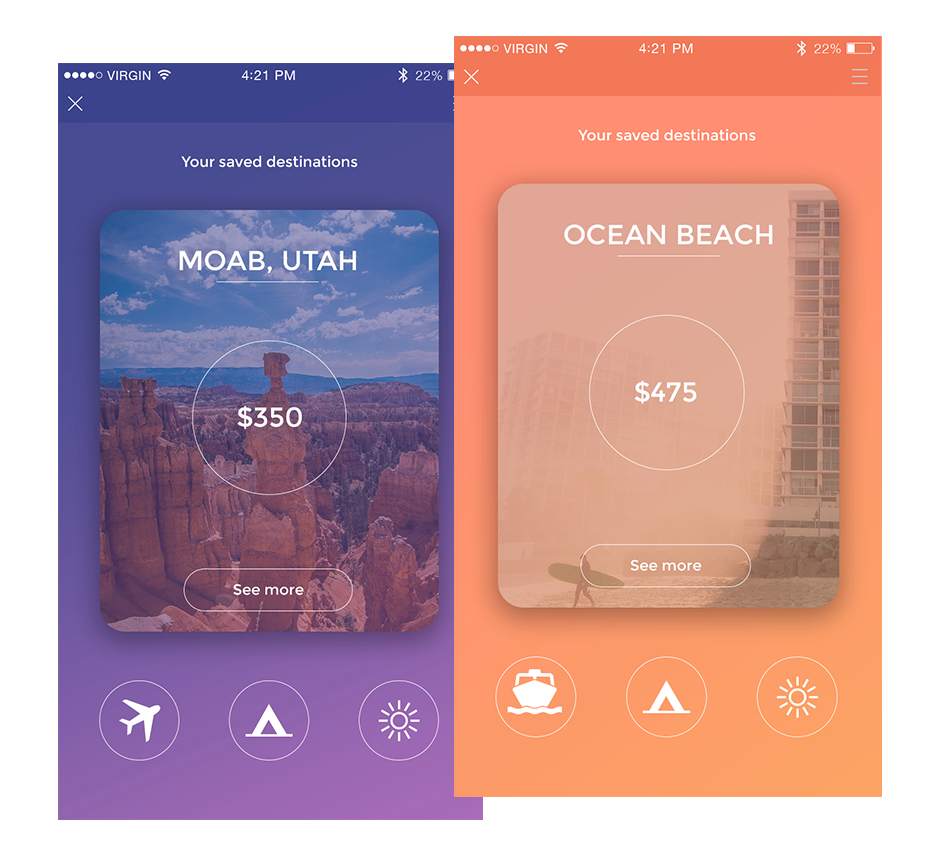 VIRGIN 4:21 PM 22%
Your saved destinations
MOAB, UTAH
$350
See more
VIRGIN 4:21 PM 22%
Your saved destinations
OCEAN BEACH
$475
See more